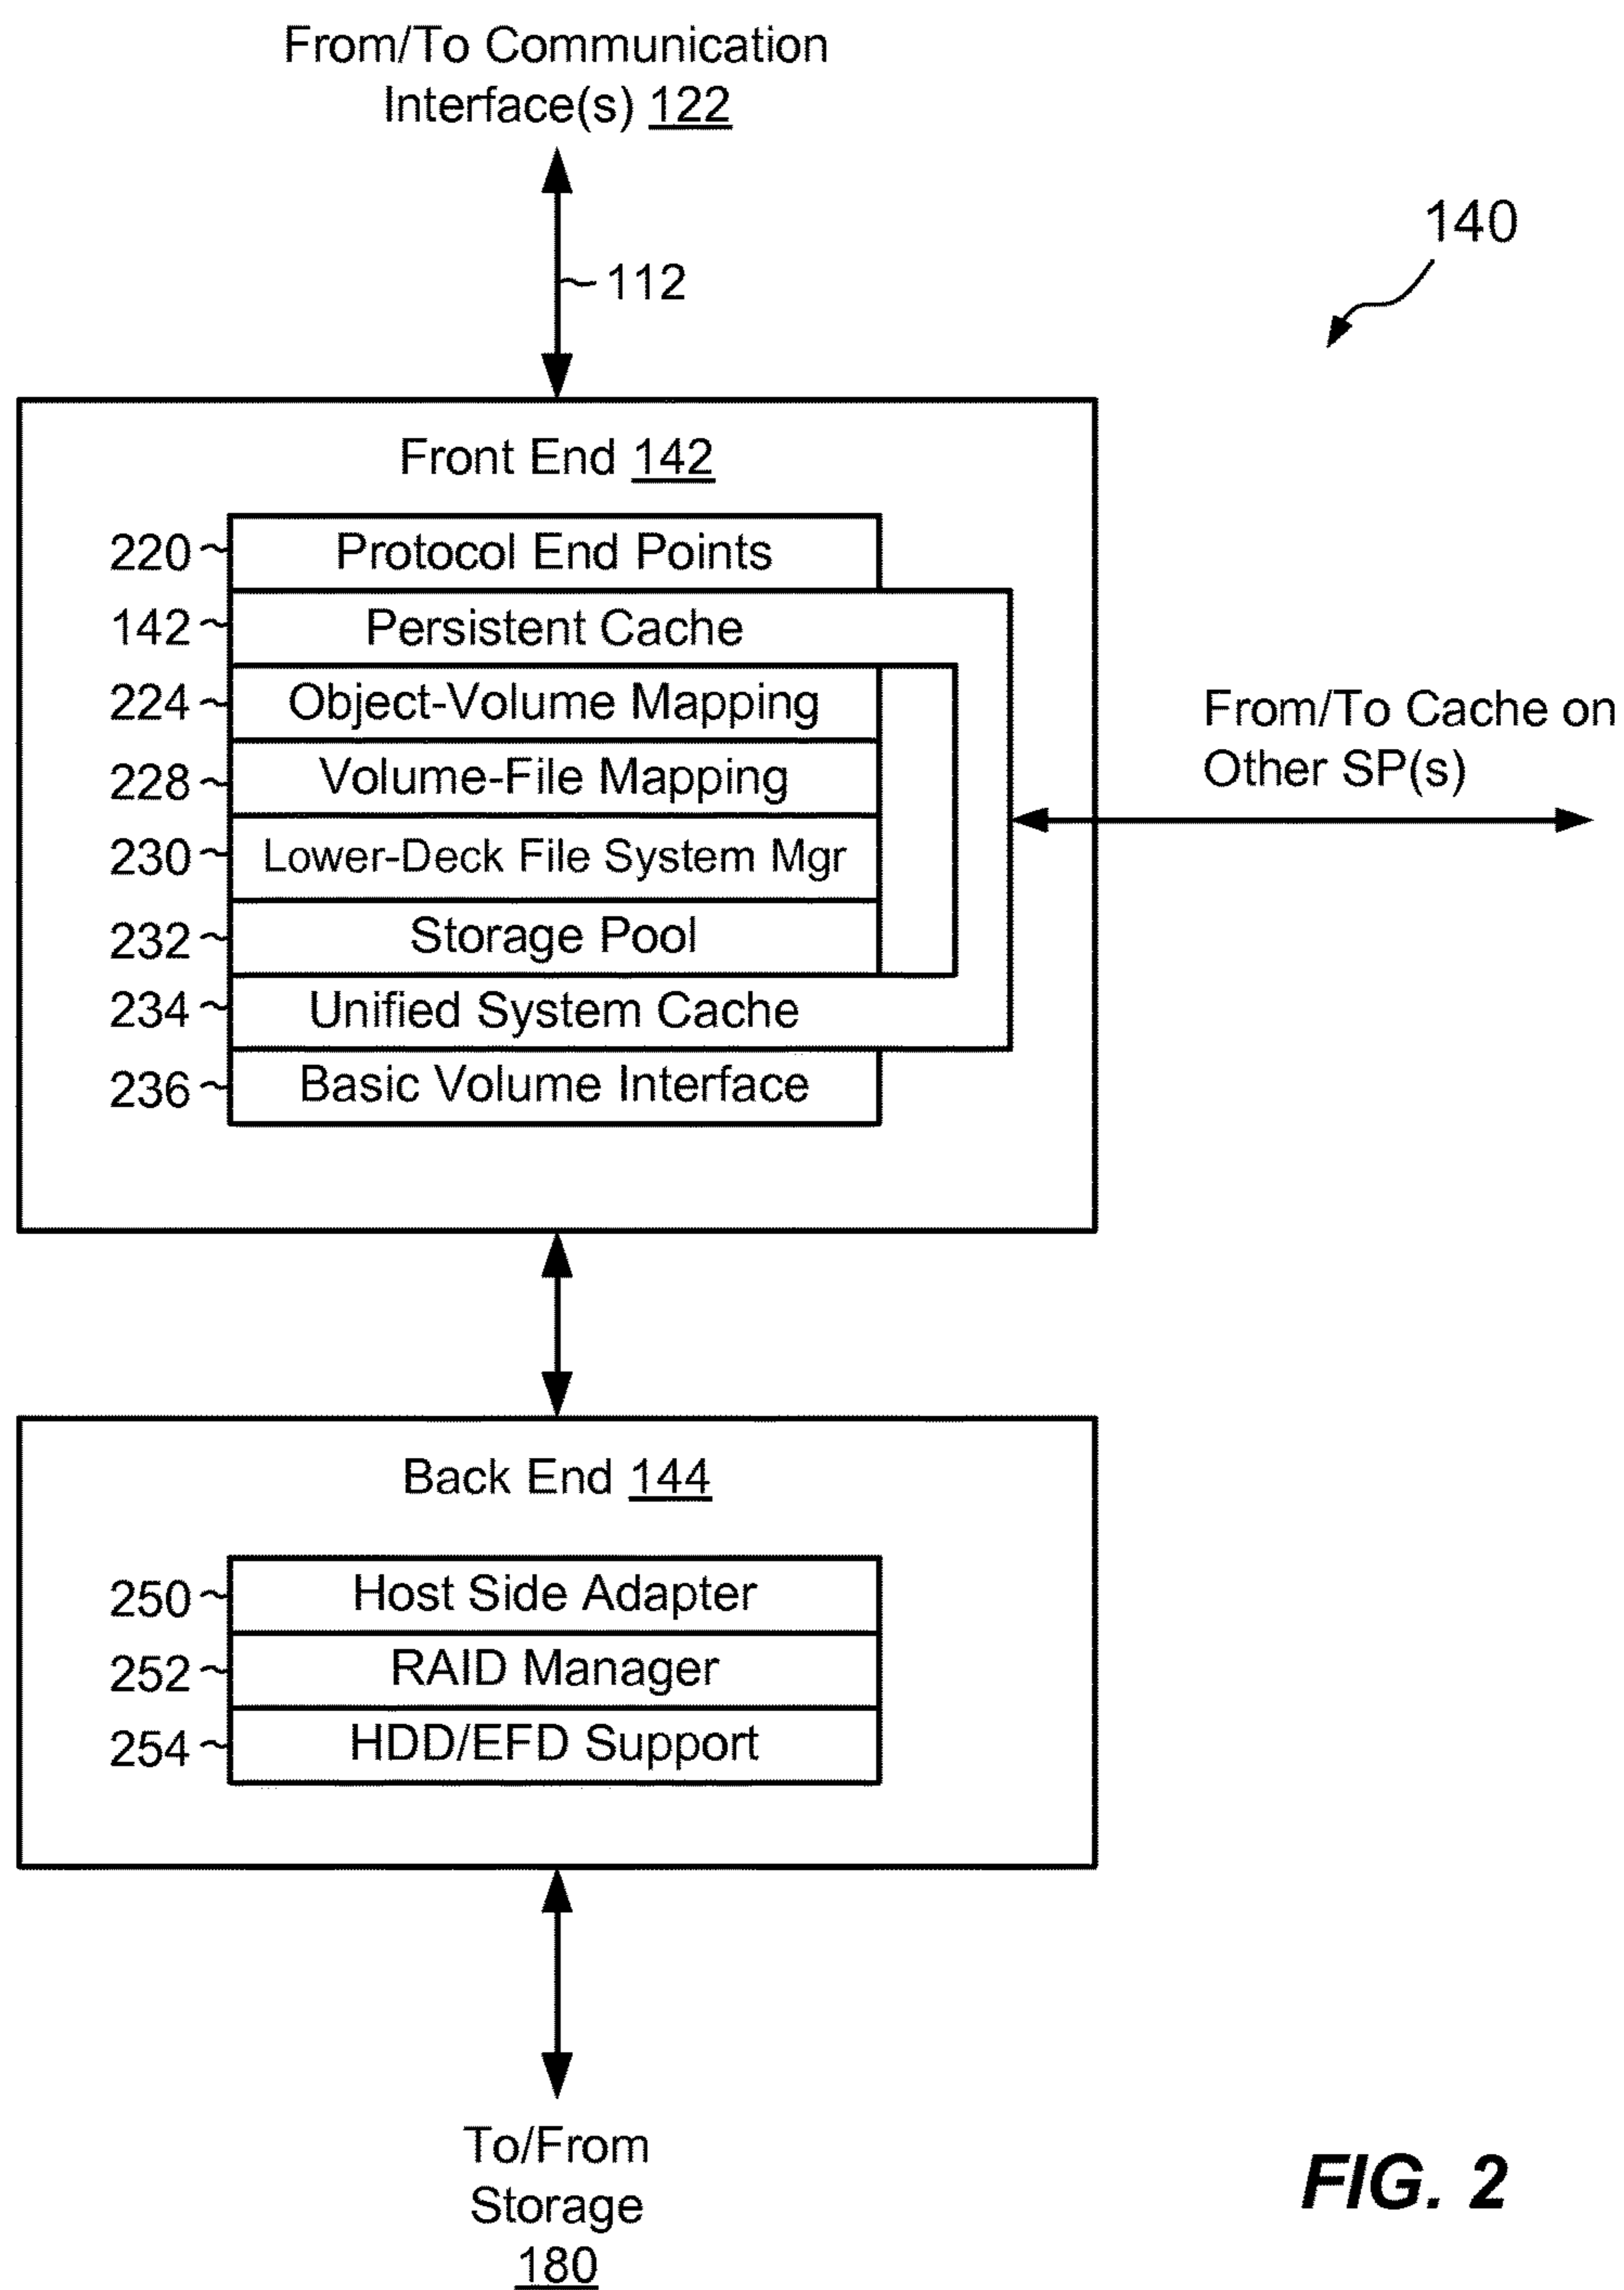 From/To Communication
Interface(s) 122
112
140
Front End 142
220 Protocol End Points
142 Persistent Cache
224 Object-Volume Mapping
228 Volume-File Mapping
230 Lower-Deck File System Mgr
232 Storage Pool
234 Unified System Cache
236 Basic Volume Interface
From/To Cache on
Other SP(s)
Back End 144
250 Host Side Adapter
252 RAID Manager
254 HDD/EFD Support
To/From
Storage
180
FIG. 2